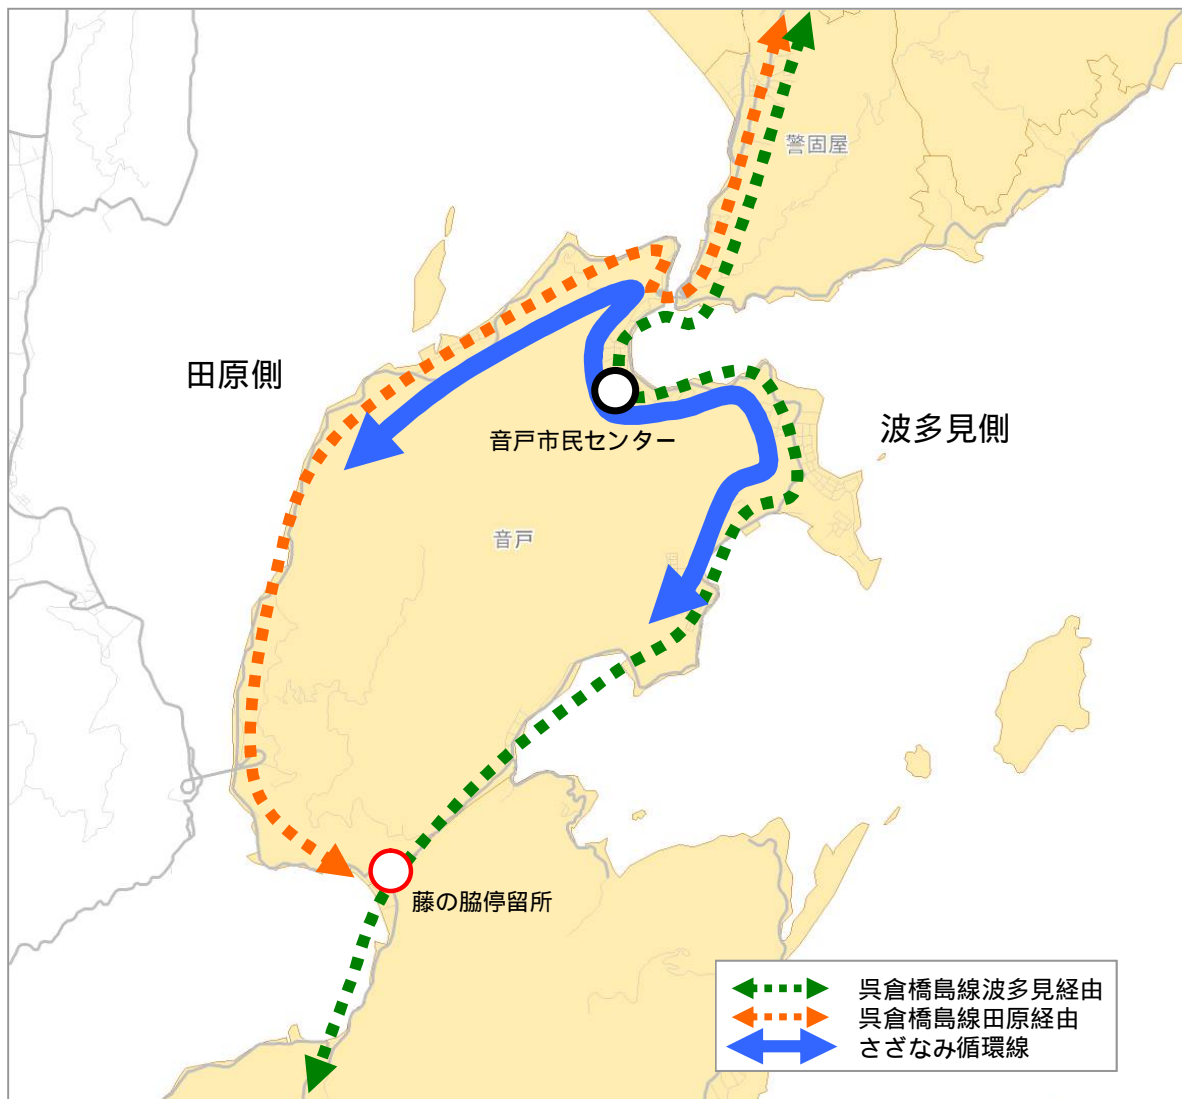 警固屋
田原側
波多見側
音戸市民センター
音戸
藤の脇停留所
呉倉橋島線波多見経由
呉倉橋島線田原経由
さざなみ循環線